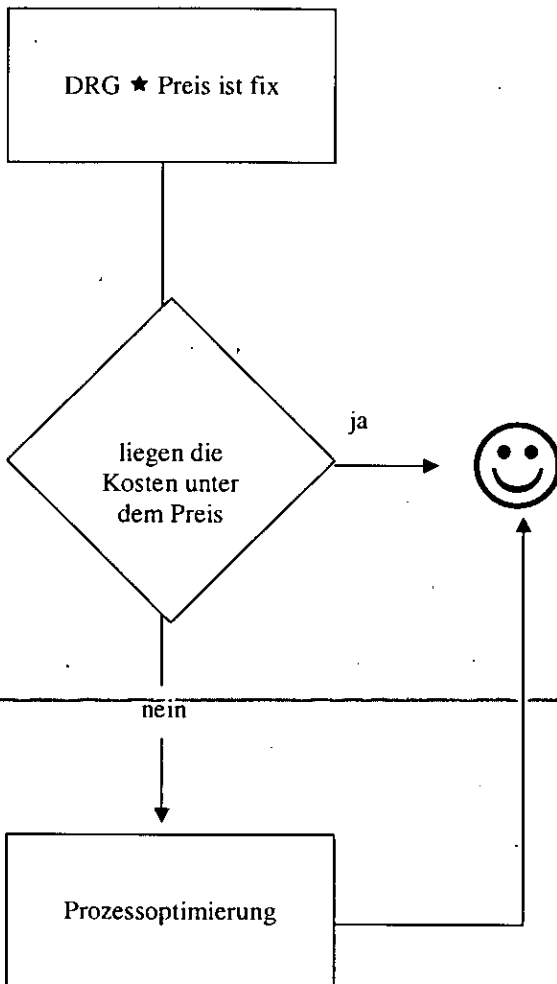 DRG ★ Preis ist fix
ja
liegen die
Kosten unter
dem Preis
nein
Prozessoptimierung